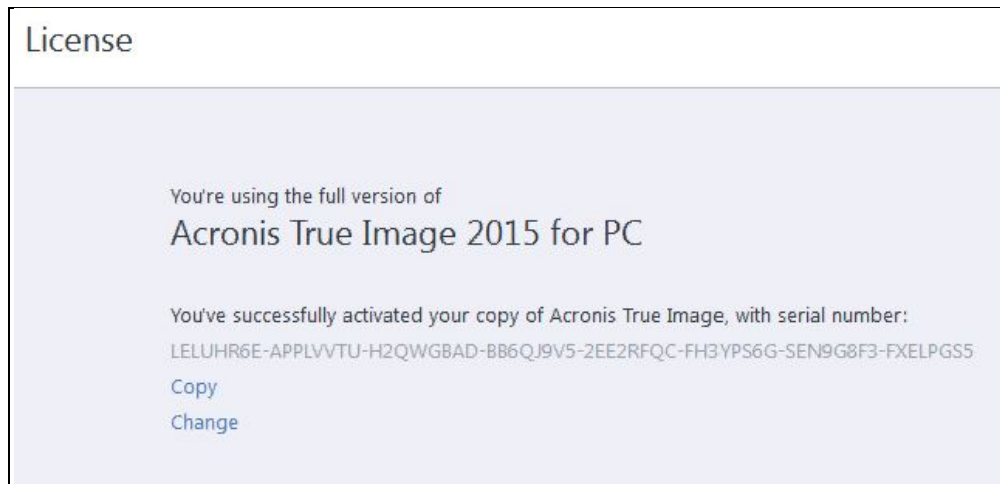 License
You're using the full version of
Acronis True Image 2015 for PC
You've successfully activated your copy of Acronis True Image, with serial number:
LELUHR6E-APPLVVTU-H2QWGBAD-BB6QJ9V5-2EE2RFQC-FH3YPS6G-SEN9G8F3-FXELPGS5
Copy
Change